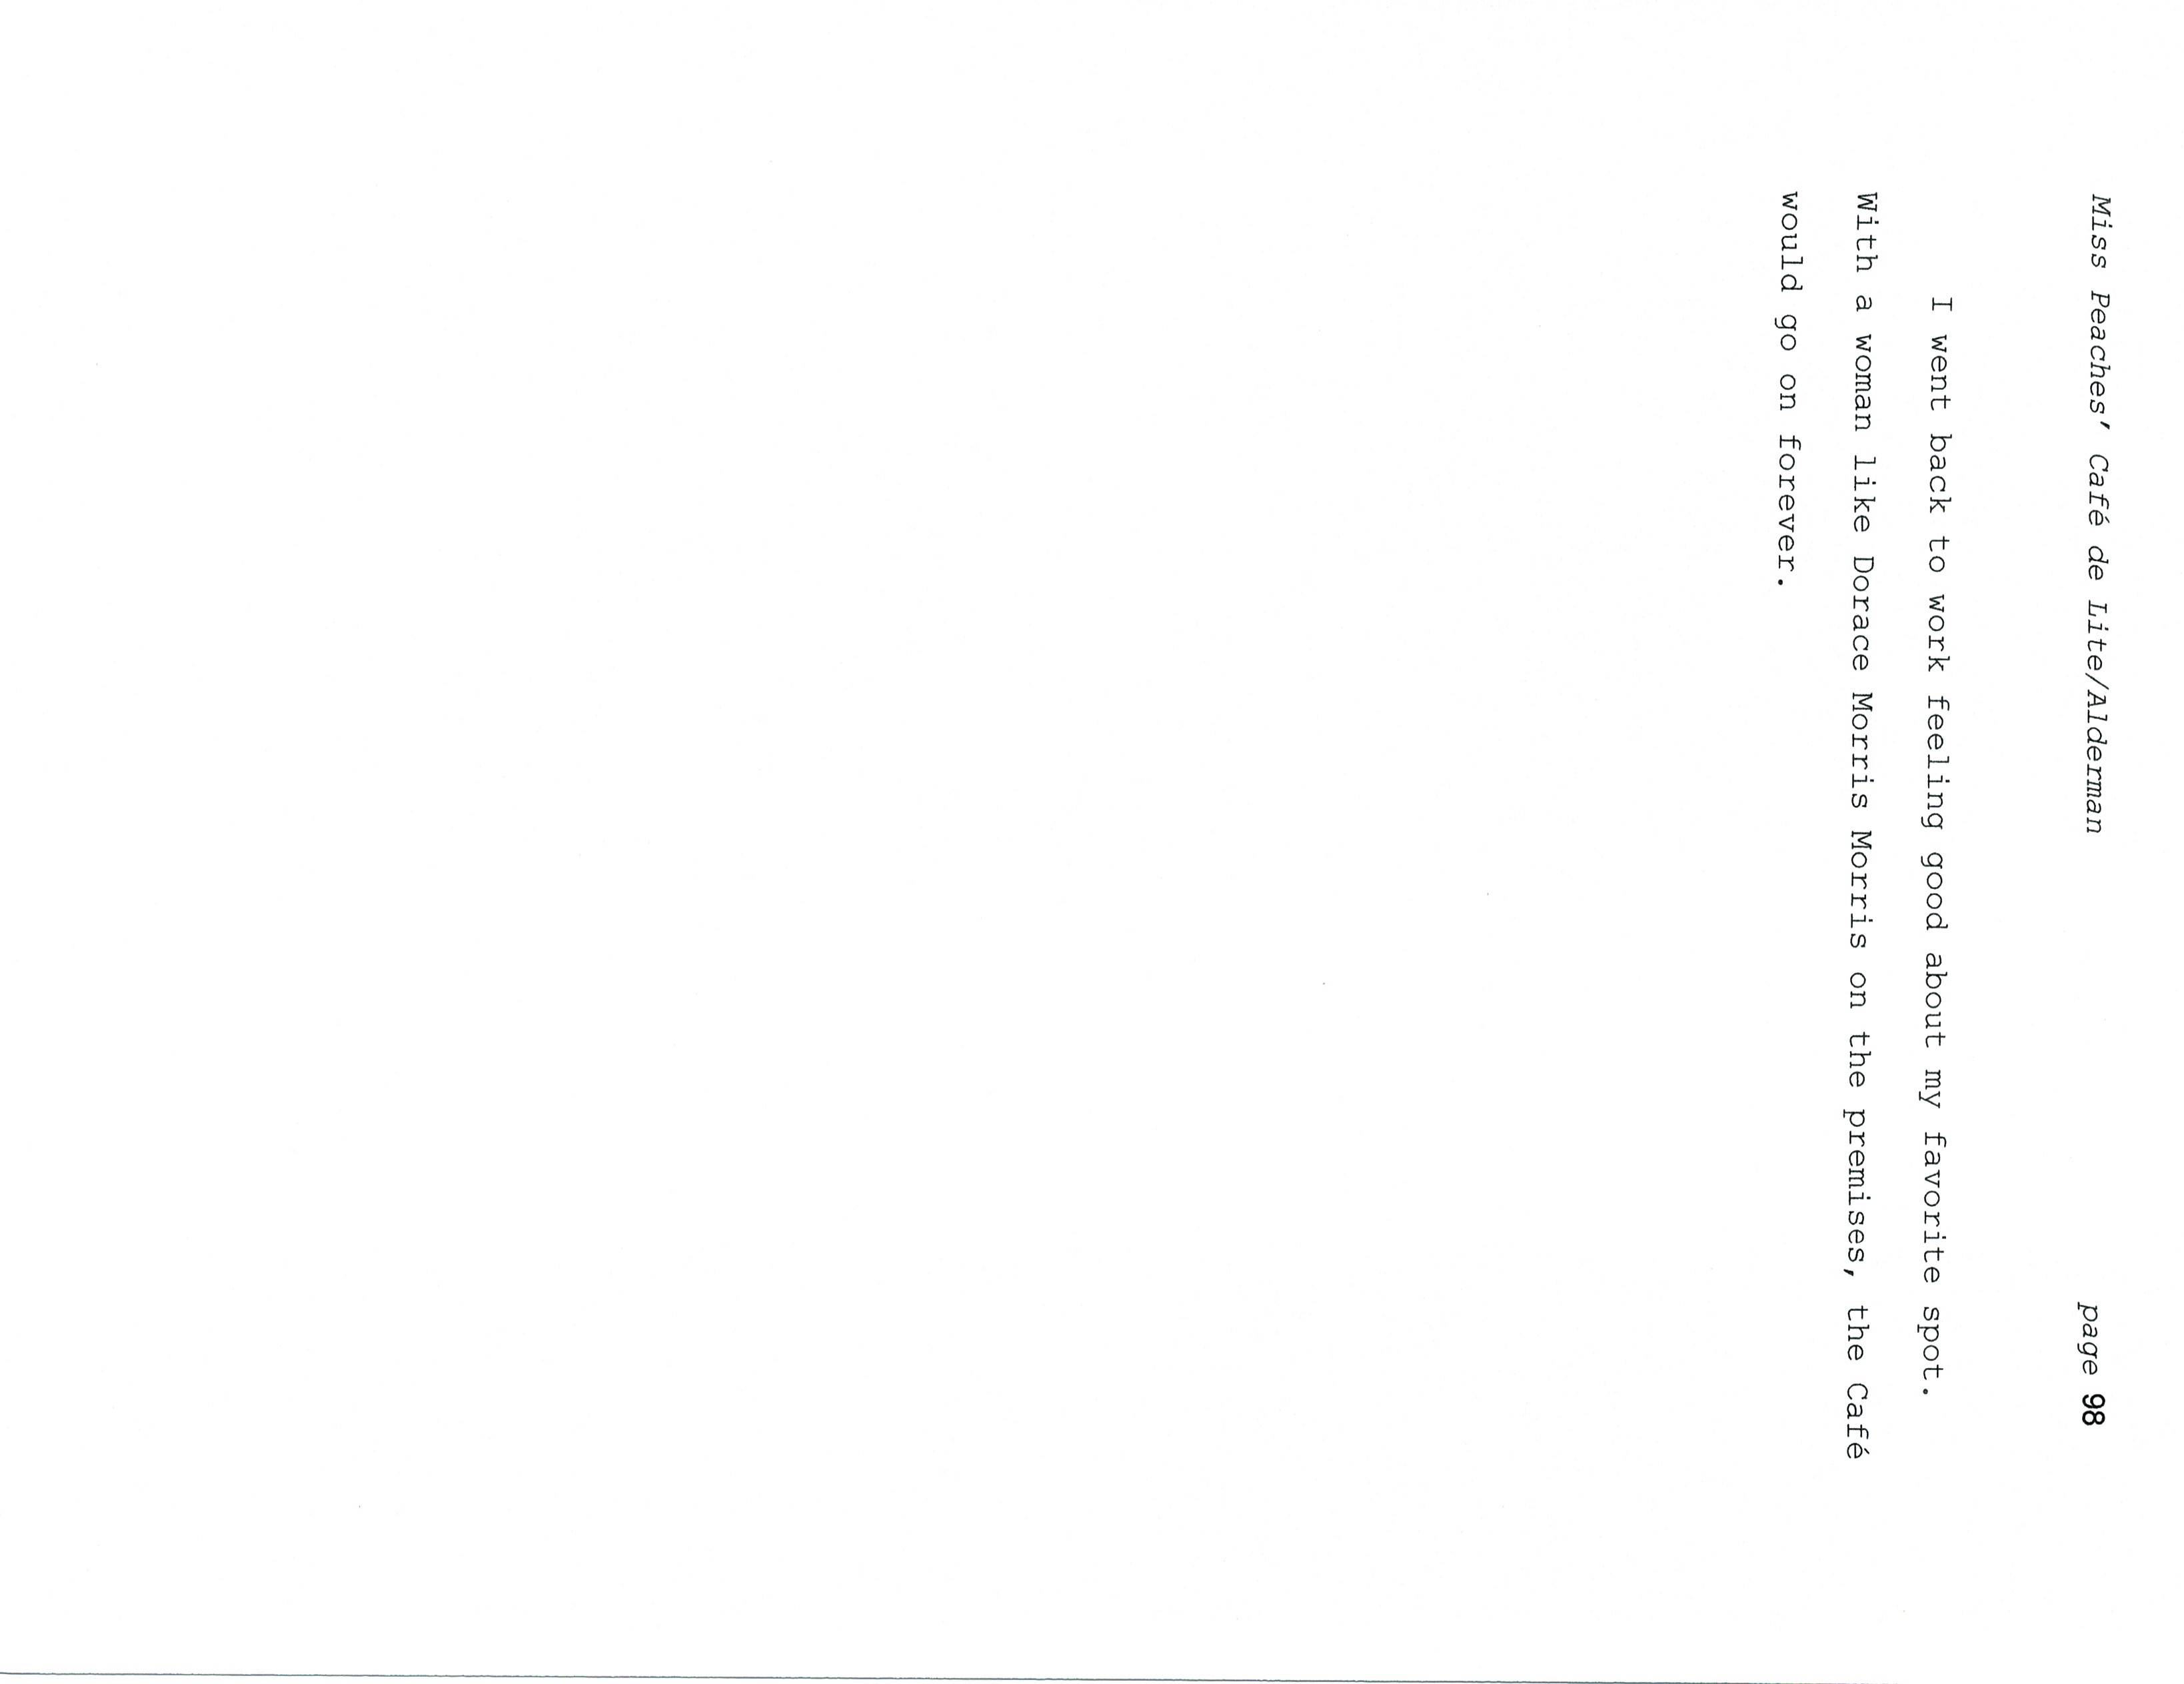 Miss Peaches’ Café de Lite/Alderman page 98
I went back to work feeling good about my favorite spot.
With a woman like Dorace Morris Morris on the premises, the Café
would go on forever.